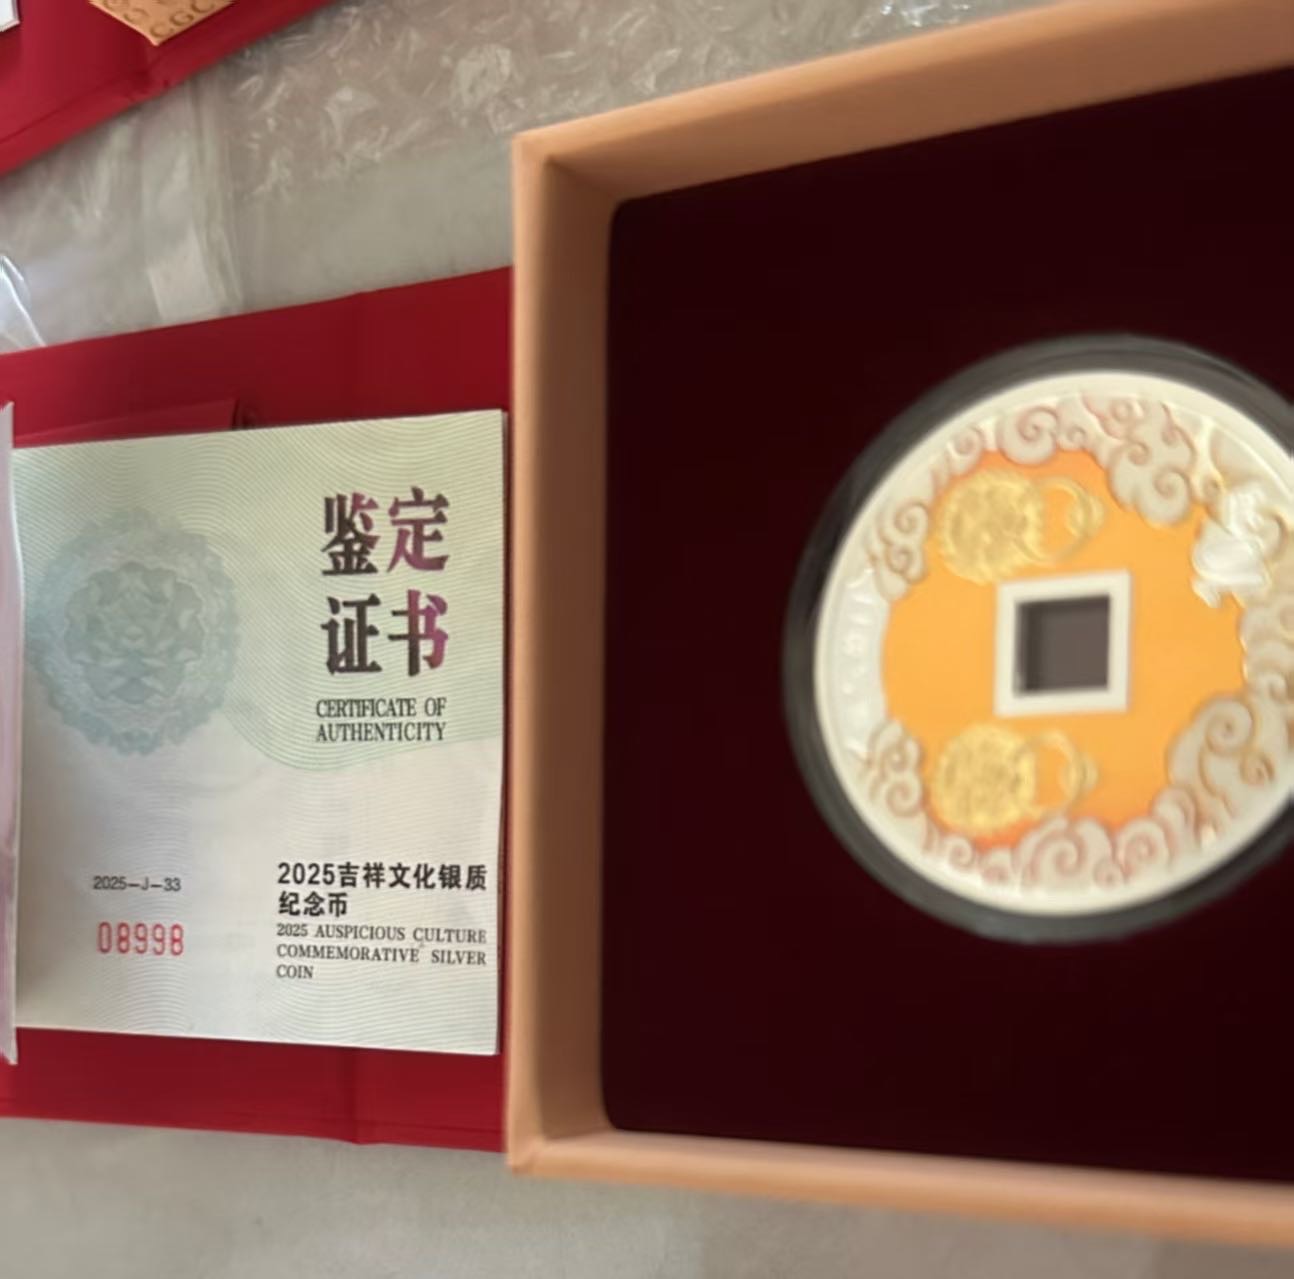 CGC
鉴定
证书
CERTIFICATE OF
AUTHENTICITY
2025-J-33
08998
2025吉祥文化银质
纪念币
2025 AUSPICIOUS CULTURE
COMMEMORATIVE SILVER
COIN